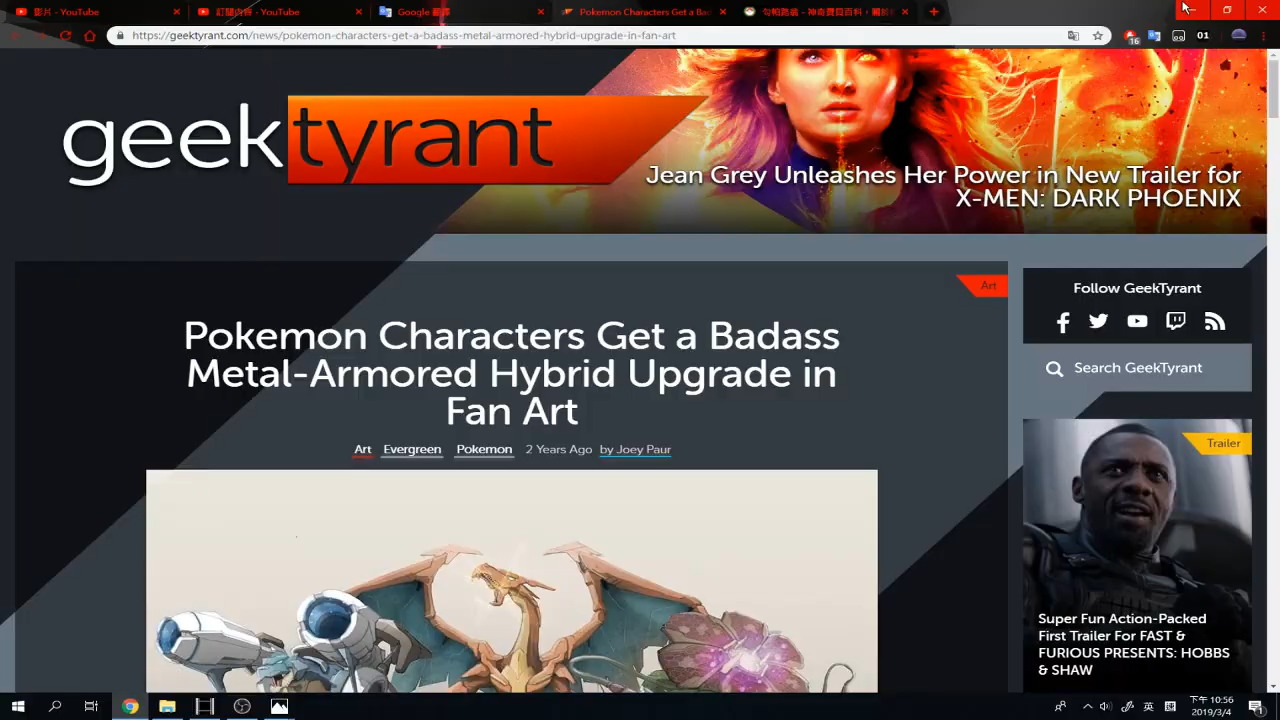 影片 - YouTube
訂閱內容 - YouTube
Google 翻譯
Pokemon Characters Get a Bad
https://geektyrant.com/news/pokemon-characters-get-a-badass-metal-armored-hybrid-upgrade-in-fan-art
16
01
geektyrant
Jean Grey Unleashes Her Power in New Trailer for
X-MEN: DARK PHOENIX
Art
Pokemon Characters Get a Badass
Metal-Armored Hybrid Upgrade in
Fan Art
Art Evergreen Pokemon 2 Years Ago by Joey Paur
Follow GeekTyrant
Search GeekTyrant
Trailer
Super Fun Action-Packed
First Trailer For FAST &
FURIOUS PRESENTS: HOBBS
& SHAW
英
下午 10:56
2019/3/4
1